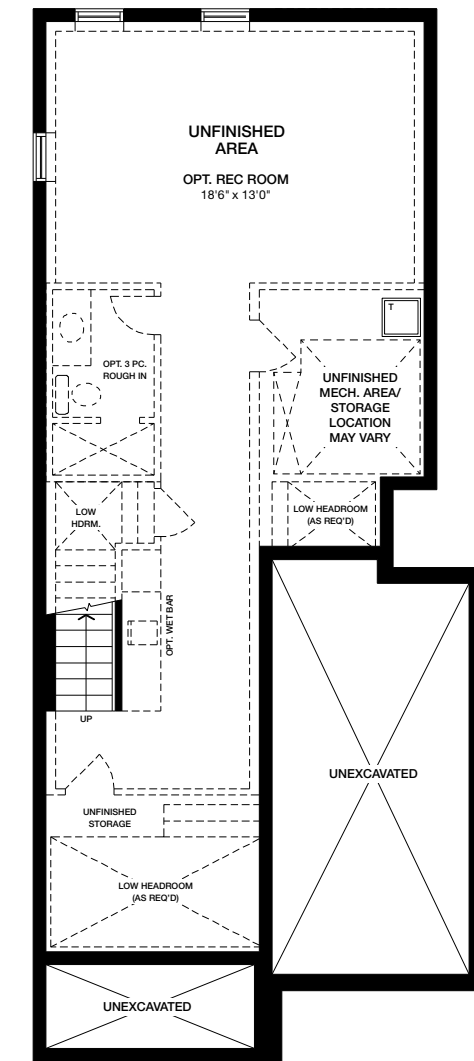 UNFINISHED
AREA
OPT. REC ROOM
18'6" x 13'0"
T
OPT. 3 PC.
ROUGH IN
UNFINISHED
MECH. AREA/
STORAGE
LOCATION
MAY VARY
LOW
HDRM.
LOW HEADROOM
(AS REQ'D)
OPT. WET BAR
UP
UNEXCAVATED
UNFINISHED
STORAGE
LOW HEADROOM
(AS REQ'D)
UNEXCAVATED